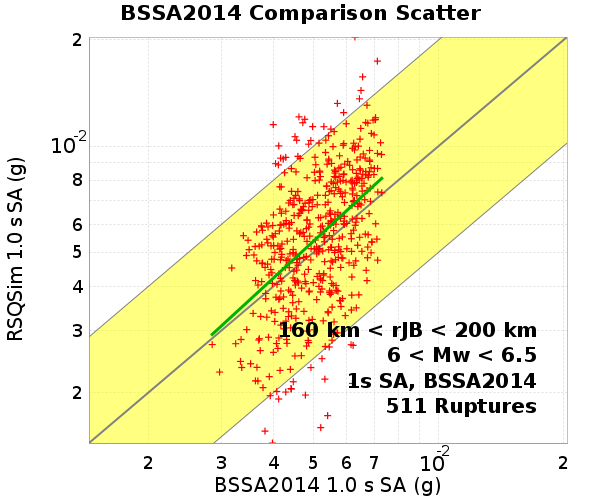 BSSA2014 Comparison Scatter
2
10-2
8
6
5
4
3
2
RSQSim 1.0 s SA (g)
160 km < rJB < 200 km
6 < Mw < 6.5
1s SA, BSSA2014
511 Ruptures
2 3 4 5 6 7 10-2 2
BSSA2014 1.0 s SA (g)